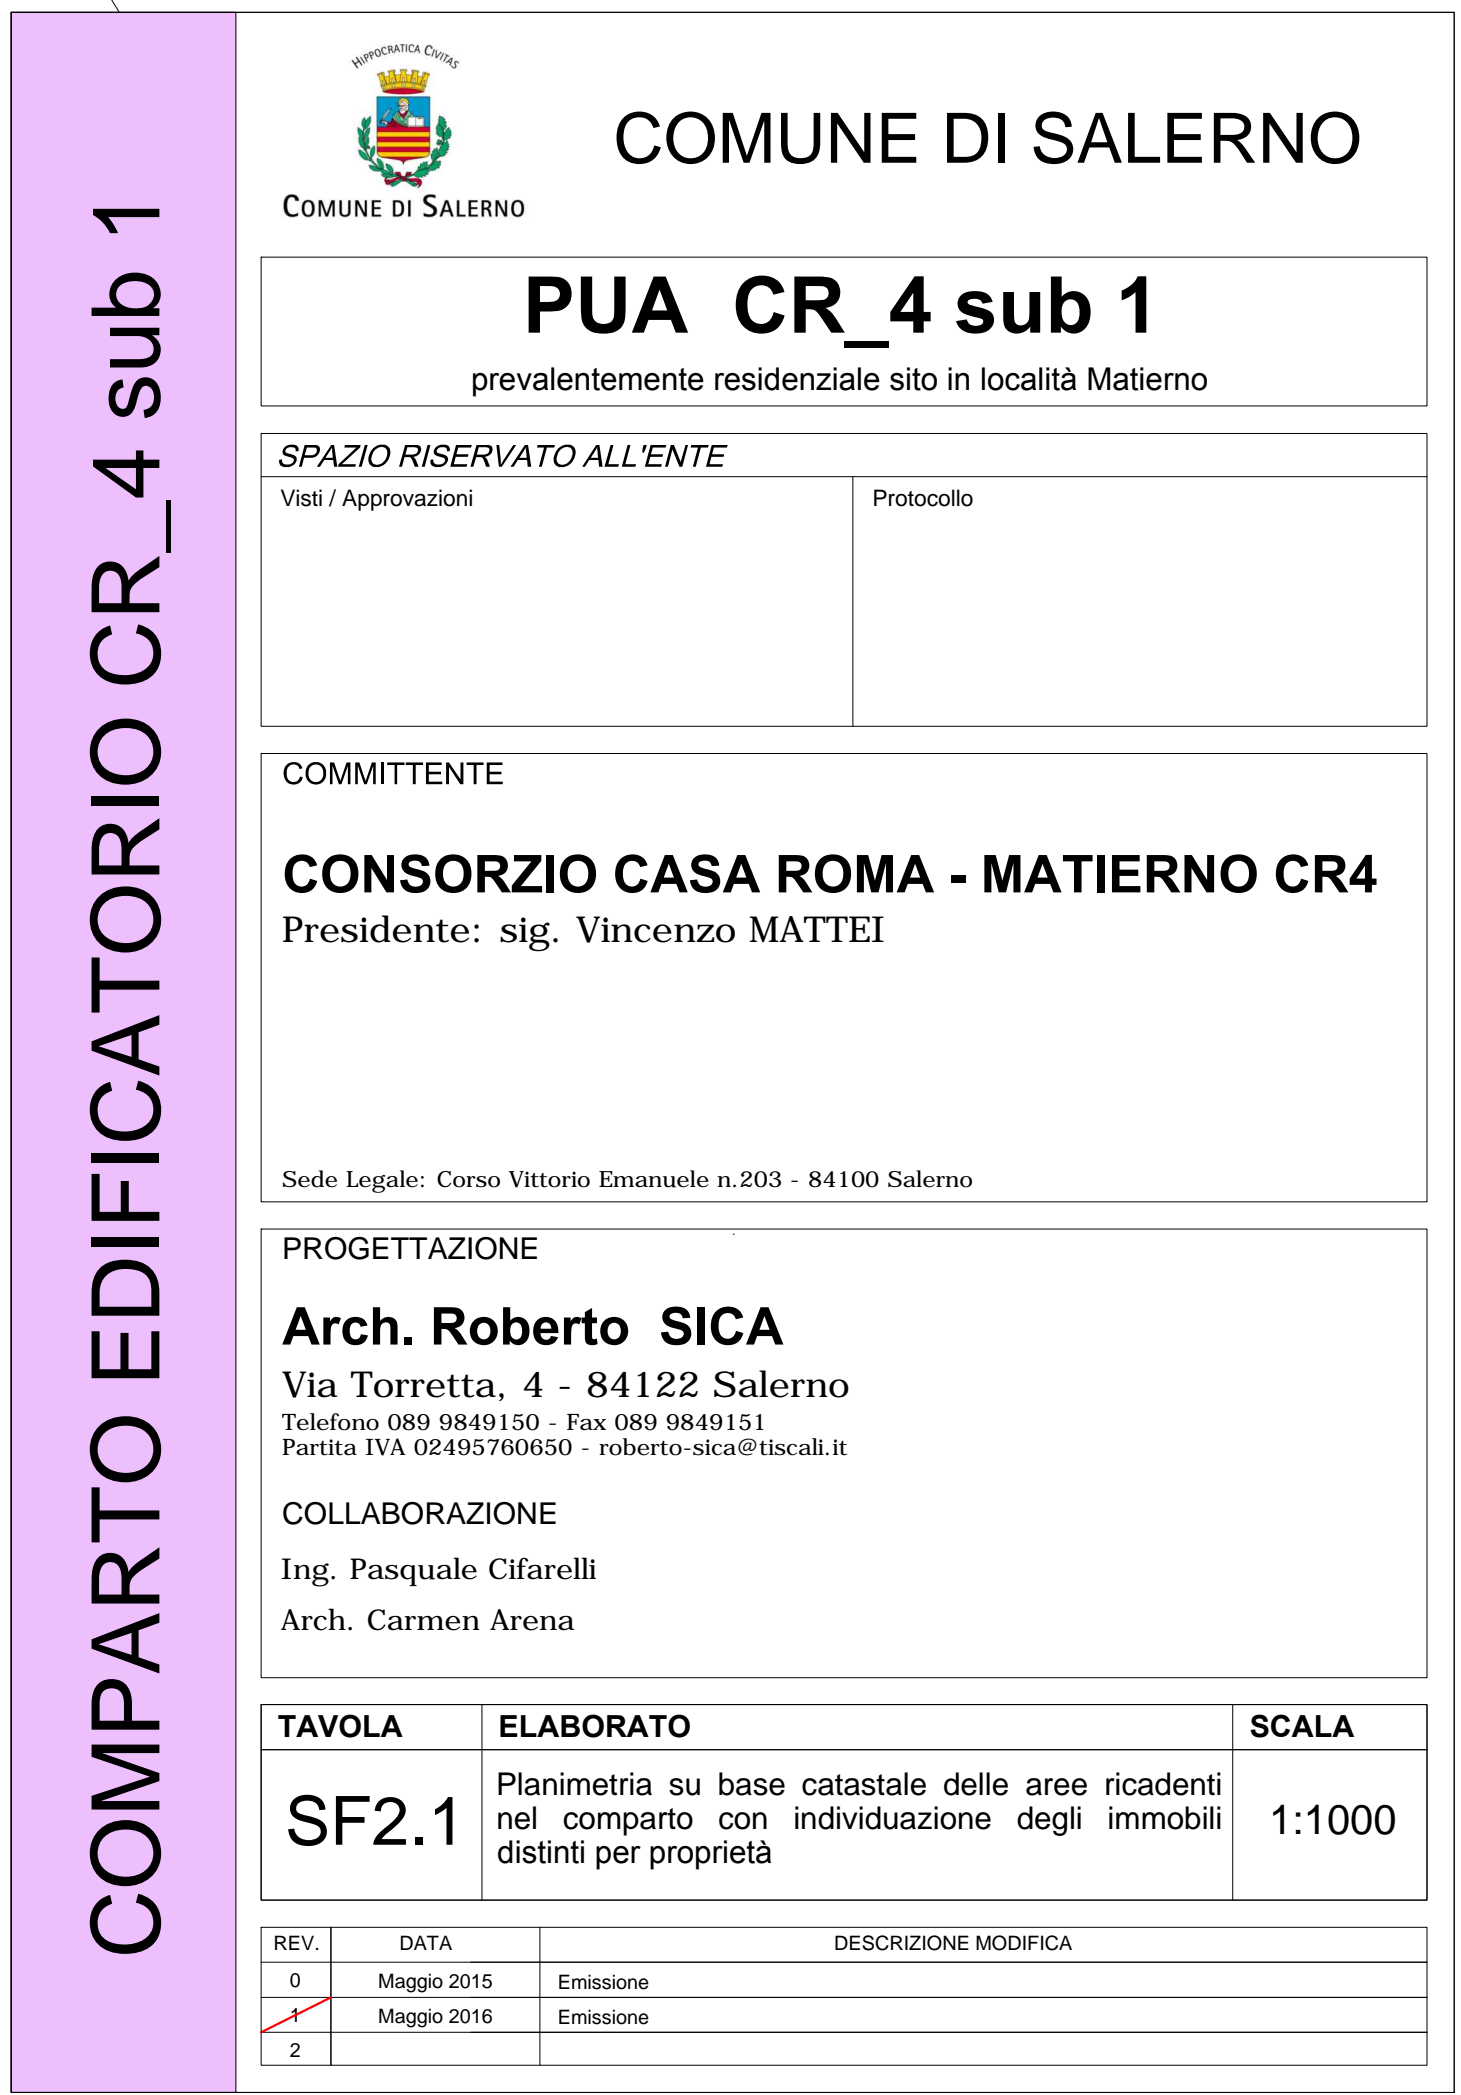 COMPARTO EDIFICATORIO CR_4 sub 1
HIPPOCRATICA CIVITAS
COMUNE DI SALERNO
COMUNE DI SALERNO
PUA CR_4 sub 1
prevalentemente residenziale sito in località Matierno
SPAZIO RISERVATO ALL'ENTE
Visti / Approvazioni
Protocollo
COMMITTENTE
CONSORZIO CASA ROMA - MATIERNO CR4
Presidente: sig. Vincenzo MATTEI
Sede Legale: Corso Vittorio Emanuele n.203 - 84100 Salerno
PROGETTAZIONE
Arch. Roberto SICA
Via Torretta, 4 - 84122 Salerno
Telefono 089 9849150 - Fax 089 9849151
Partita IVA 02495760650 - roberto-sica@tiscali.it
COLLABORAZIONE
Ing. Pasquale Cifarelli
Arch. Carmen Arena
TAVOLA ELABORATO SCALA
SF2.1
Planimetria su base catastale delle aree ricadenti
nel comparto con individuazione degli immobili
distinti per proprietà
1:1000
REV. DATA DESCRIZIONE MODIFICA
0 Maggio 2015 Emissione
1 Maggio 2016 Emissione
2